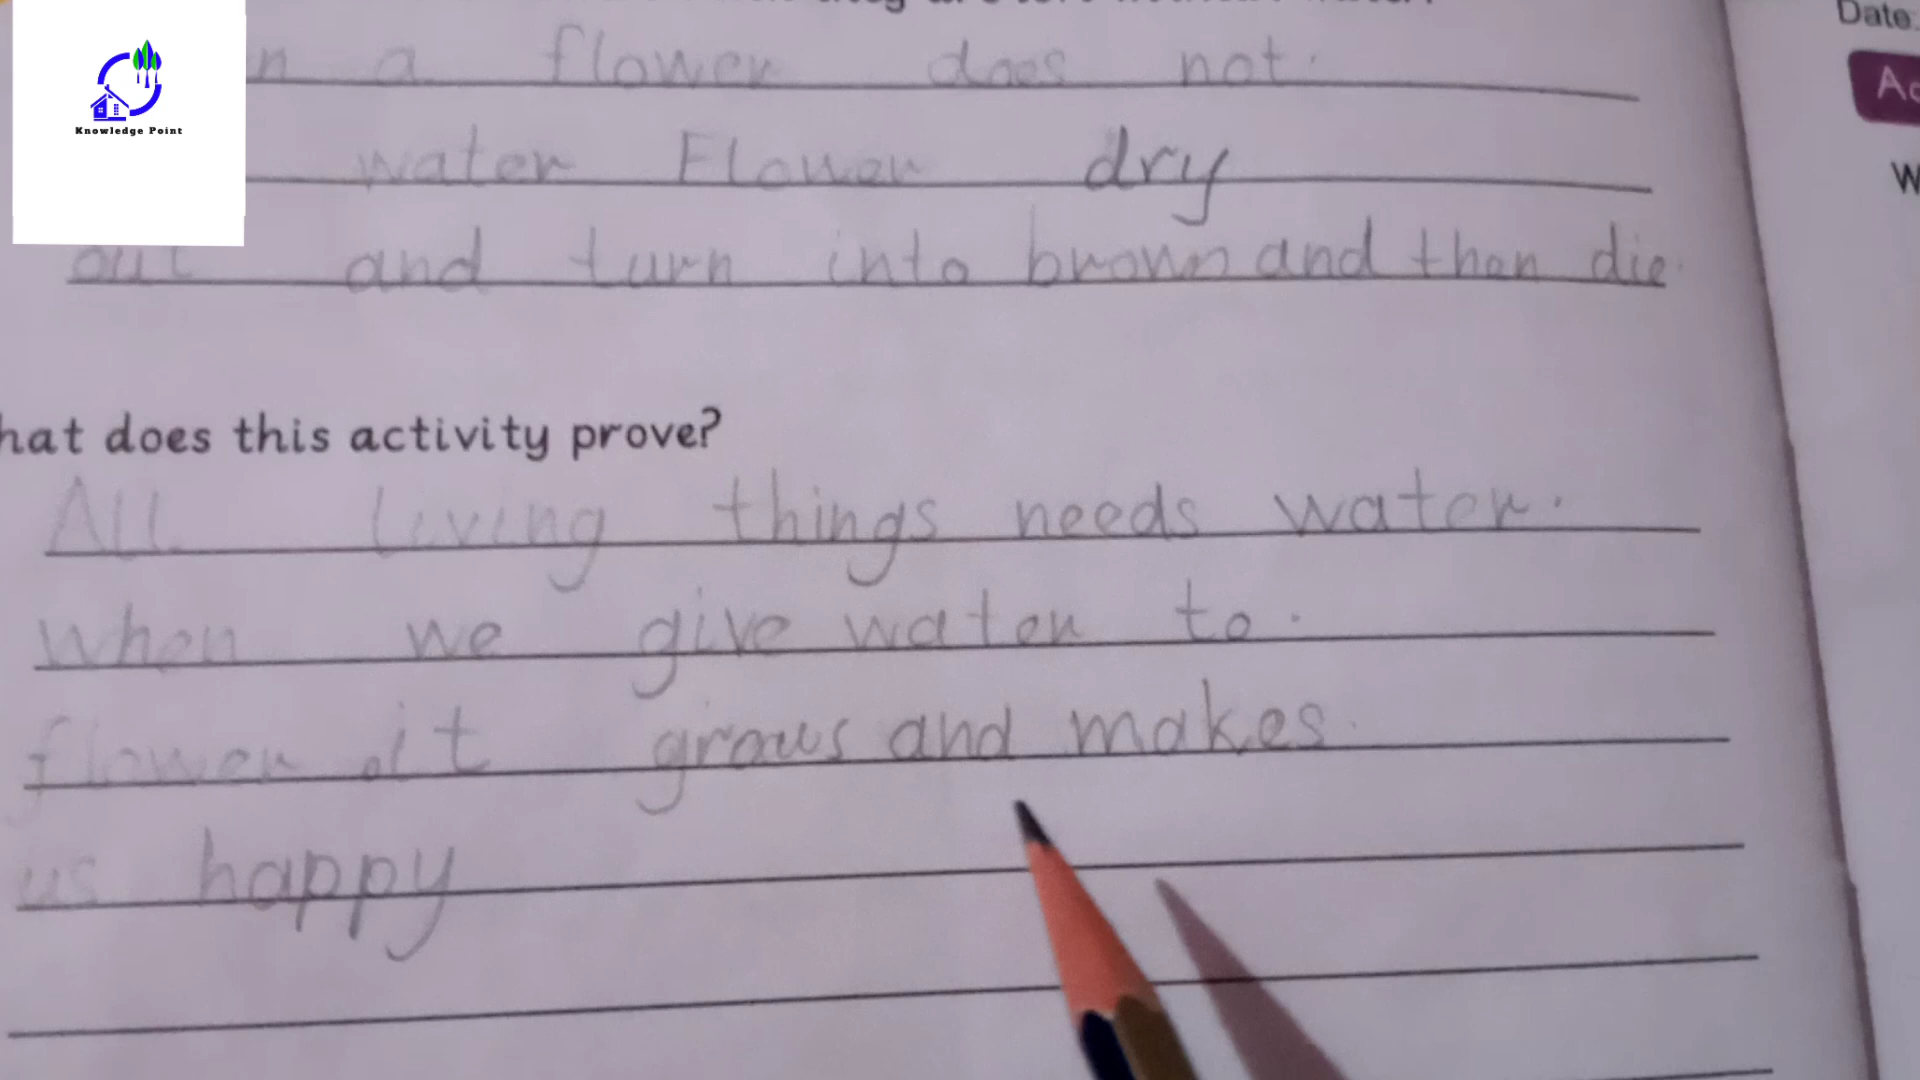 Date:
Knowledge Point
n a flower does not.
Ac
water Flower dry
W
out and turn into brown and then die.
hat does this activity prove?
All living things needs water.
when we give water to.
flower it grows and makes.
us happy